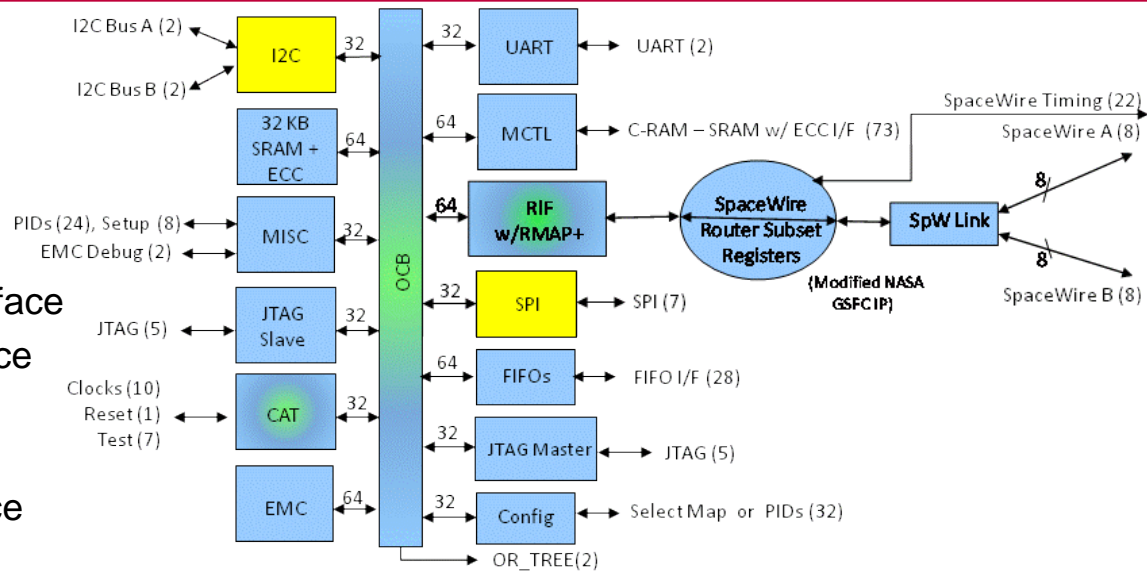 I2C Bus A (2)
I2C Bus B (2)
I2C
32
32 KB
SRAM +
ECC
64
PIDs (24), Setup (8)
EMC Debug (2)
MISC
32
face
JTAG (5)
JTAG
Slave
32
ce
Clocks (10)
Reset (1)
Test (7)
CAT
32
ce
EMC
64
OCB
OR_TREE(2)
32
UART
UART (2)
64
MCTL
C-RAM – SRAM w/ ECC I/F (73)
64
RIF
w/RMAP+
SpaceWire
Router Subset
Registers
(Modified NASA
GSFC IP)
SpW Link
SpaceWire Timing (22)
SpaceWire A (8)
8
8
SpaceWire B (8)
32
SPI
SPI (7)
64
FIFOs
FIFO I/F (28)
32
JTAG Master
JTAG (5)
32
Config
Select Map or PIDs (32)